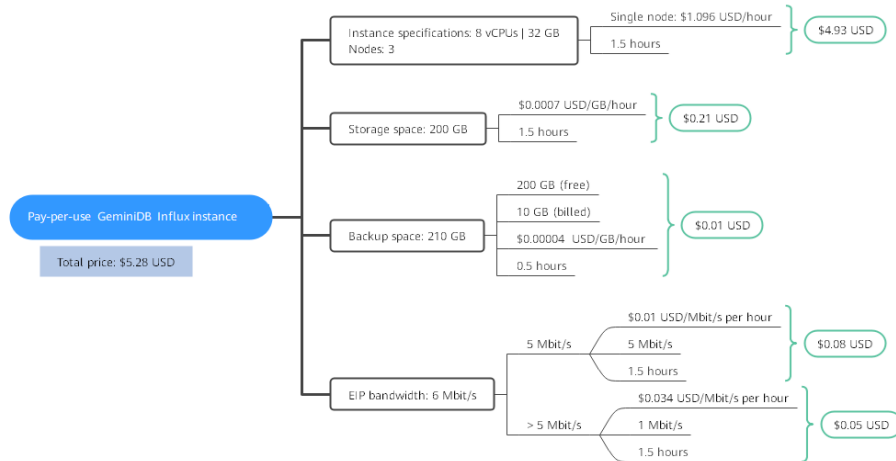 Pay-per-use GeminiDB Influx instance
Total price: $5.28 USD
Instance specifications: 8 vCPUs | 32 GB
Nodes: 3
Single node: $1.096 USD/hour
1.5 hours
$4.93 USD
Storage space: 200 GB
$0.0007 USD/GB/hour
1.5 hours
$0.21 USD
Backup space: 210 GB
200 GB (free)
10 GB (billed)
$0.00004 USD/GB/hour
0.5 hours
$0.01 USD
EIP bandwidth: 6 Mbit/s
5 Mbit/s
$0.01 USD/Mbit/s per hour
5 Mbit/s
1.5 hours
$0.08 USD
> 5 Mbit/s
$0.034 USD/Mbit/s per hour
1 Mbit/s
1.5 hours
$0.05 USD